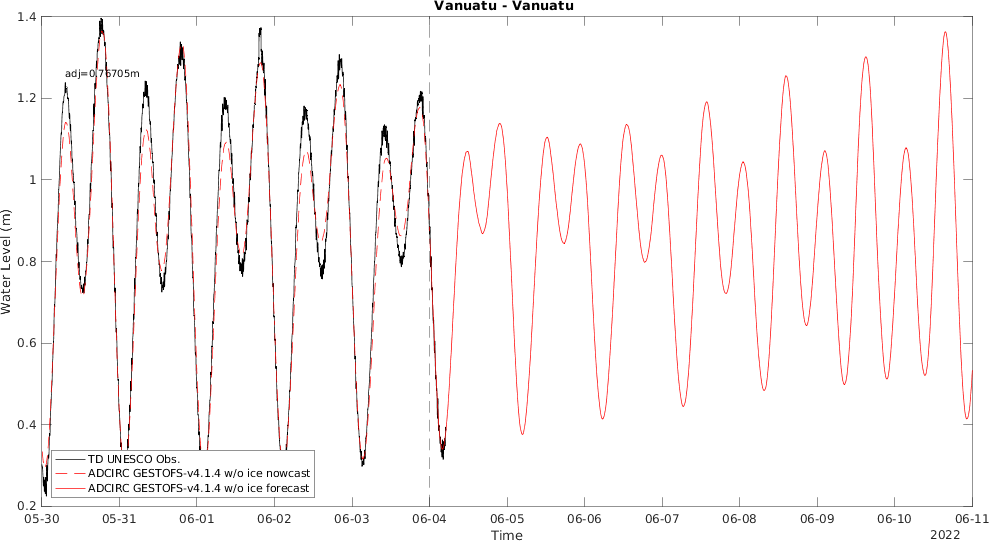 Vanuatu - Vanuatu
1.4
1.2
1
0.8
0.6
0.4
0.2
Water Level (m)
adj=0.76705m
TD UNESCO Obs.
ADCIRC GESTOFS-v4.1.4 w/o ice nowcast
ADCIRC GESTOFS-v4.1.4 w/o ice forecast
05-30 05-31 06-01 06-02 06-03 06-04 06-05 06-06 06-07 06-08 06-09 06-10 06-11
Time
2022